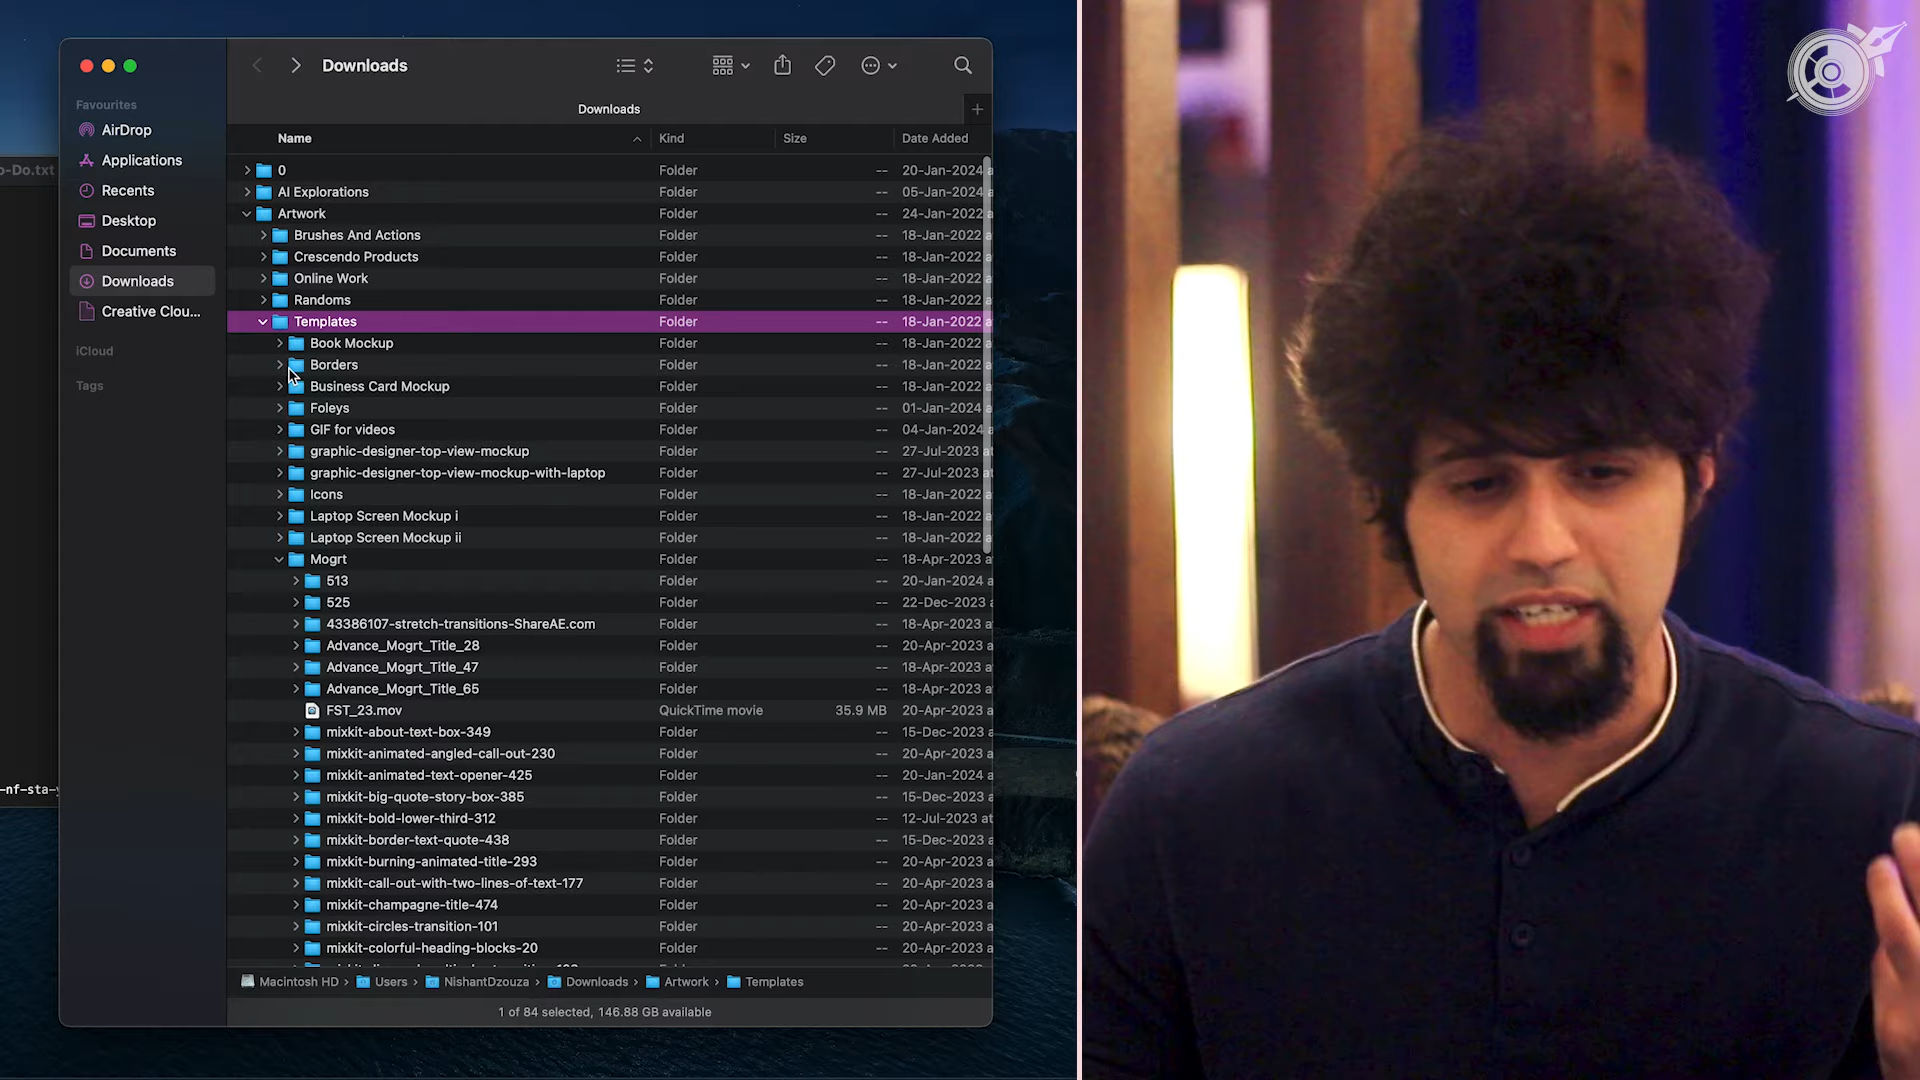 Downloads
Downloads
Favourites
AirDrop
Applications
Recents
Desktop
Documents
Downloads
Creative Clou...
iCloud
Tags
o-Do.txt
-nf-sta-y
Name Kind Size Date Added
0 Folder -- 20-Jan-2024 a
AI Explorations Folder -- 05-Jan-2024 a
Artwork Folder -- 24-Jan-2022 a
Brushes And Actions Folder -- 18-Jan-2022 a
Crescendo Products Folder -- 18-Jan-2022 a
Online Work Folder -- 18-Jan-2022 a
Randoms Folder -- 18-Jan-2022 a
Templates Folder -- 18-Jan-2022 a
Book Mockup Folder -- 18-Jan-2022 a
Borders Folder -- 18-Jan-2022 a
Business Card Mockup Folder -- 18-Jan-2022 a
Foleys Folder -- 01-Jan-2024 a
GIF for videos Folder -- 04-Jan-2024 a
graphic-designer-top-view-mockup Folder -- 27-Jul-2023 a
graphic-designer-top-view-mockup-with-laptop Folder -- 27-Jul-2023 a
Icons Folder -- 18-Jan-2022 a
Laptop Screen Mockup i Folder -- 18-Jan-2022 a
Laptop Screen Mockup ii Folder -- 18-Jan-2022 a
Mogrt Folder -- 18-Apr-2023 a
513 Folder -- 20-Jan-2024 a
525 Folder -- 22-Dec-2023 a
43386107-stretch-transitions-ShareAE.com Folder -- 18-Apr-2023 a
Advance_Mogrt_Title_28 Folder -- 20-Apr-2023 a
Advance_Mogrt_Title_47 Folder -- 18-Apr-2023 a
Advance_Mogrt_Title_65 Folder -- 18-Apr-2023 a
FST_23.mov QuickTime movie 35.9 MB 20-Apr-2023 a
mixkit-about-text-box-349 Folder -- 15-Dec-2023 a
mixkit-animated-angled-call-out-230 Folder -- 20-Apr-2023 a
mixkit-animated-text-opener-425 Folder -- 20-Jan-2024 a
mixkit-big-quote-story-box-385 Folder -- 15-Dec-2023 a
mixkit-bold-lower-third-312 Folder -- 12-Jul-2023 at
mixkit-border-text-quote-438 Folder -- 15-Dec-2023 a
mixkit-burning-animated-title-293 Folder -- 20-Apr-2023 a
mixkit-call-out-with-two-lines-of-text-177 Folder -- 20-Apr-2023 a
mixkit-champagne-title-474 Folder -- 20-Apr-2023 a
mixkit-circles-transition-101 Folder -- 20-Apr-2023 a
mixkit-colorful-heading-blocks-20 Folder -- 20-Apr-2023 a
Macintosh HD › Users › NishantDzouza › Downloads › Artwork › Templates
1 of 84 selected, 146.88 GB available